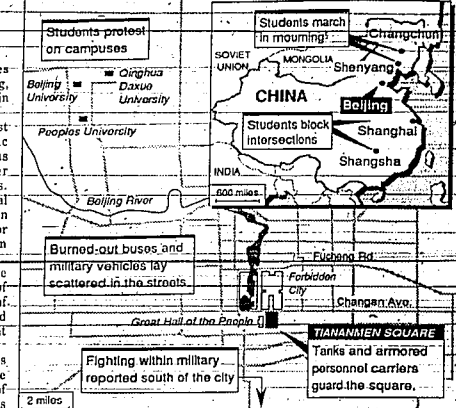 Students protest
on campuses
Beijing
University
Qinghua
Daxue
University
Peoples University
Beijing River
Burned-out buses and
military vehicles lay
scattered in the streets.
Fighting within military
reported south of the city
2 miles
Students march
in mourning
Changchun
SOVIET
UNION
MONGOLIA
Shenyang
CHINA
Beijing
Students block
intersections
Shanghai
Shangsha
INDIA
600 miles
Fucheng Rd
Forbidden
City
Changan Ave.
Great Hall of the People
TIANANMEN SQUARE
Tanks and armored
personnel carriers
guard the square.